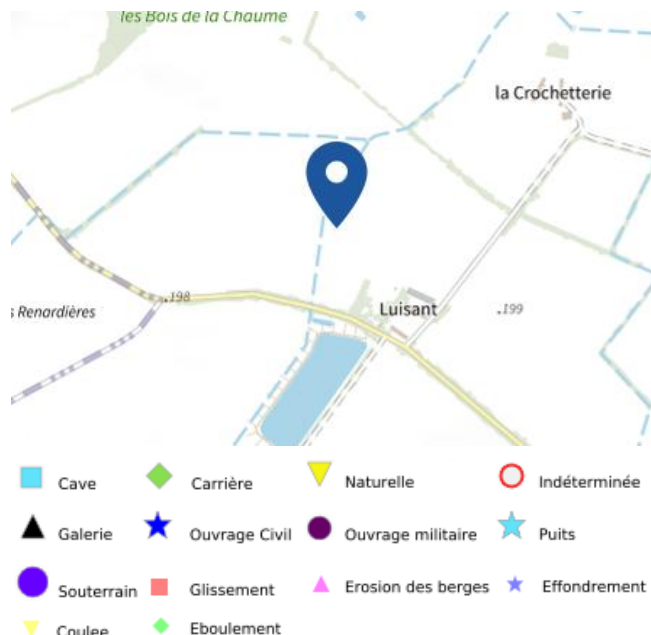 les Bois de la Chaume
la Crochetterie
.198
s Renardières
Luisant
.199
Cave
Carrière
Naturelle
Indéterminée
Galerie
Ouvrage Civil
Ouvrage militaire
Puits
Souterrain
Glissement
Erosion des berges
Effondrement
Coulee
Eboulement